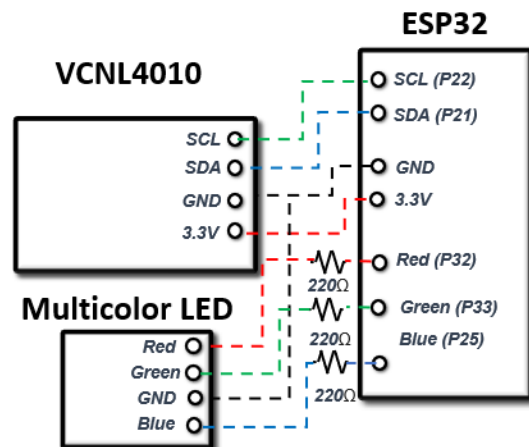 ESP32
VCNL4010
SCL
SDA
GND
3.3V
SCL (P22)
SDA (P21)
GND
3.3V
Red (P32)
Green (P33)
Blue (P25)
220Ω
220Ω
220Ω
Multicolor LED
Red
Green
GND
Blue